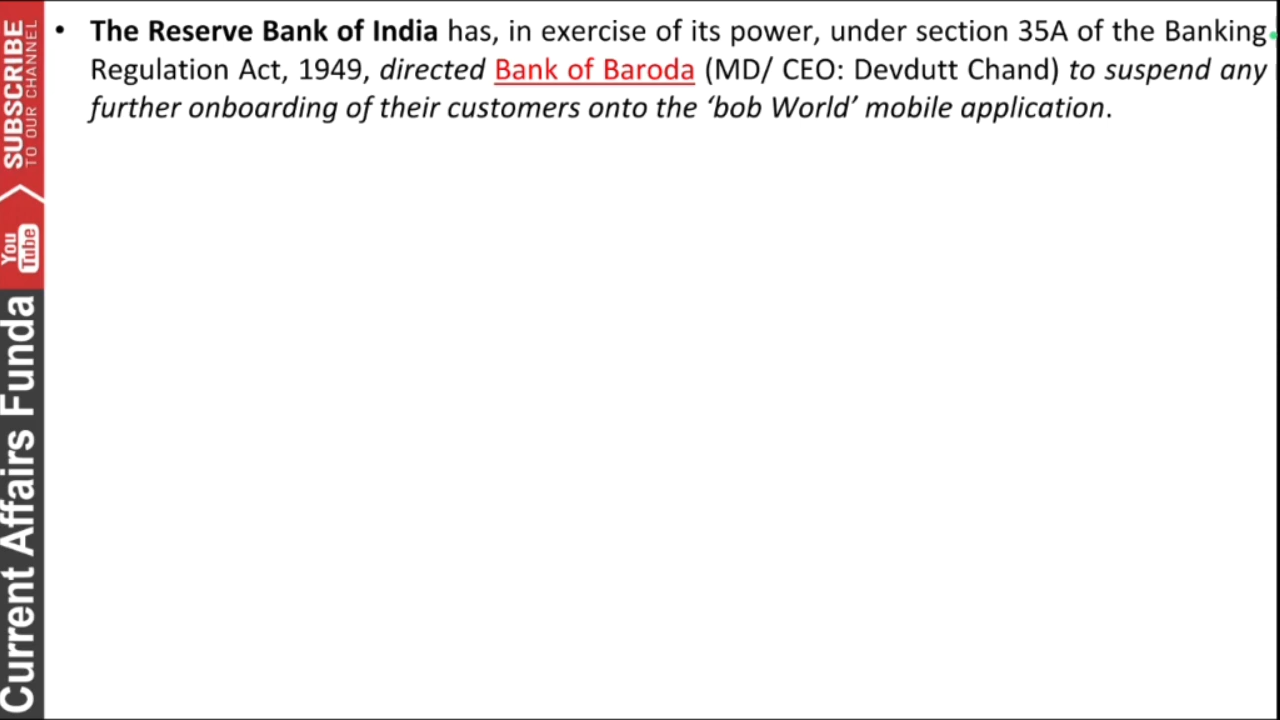 • The Reserve Bank of India has, in exercise of its power, under section 35A of the Banking
Regulation Act, 1949, directed Bank of Baroda (MD/ CEO: Devdutt Chand) to suspend any
further onboarding of their customers onto the ‘bob World’ mobile application.
SUBSCRIBE
TO OUR CHANNEL
You
Tube
Current Affairs Funda